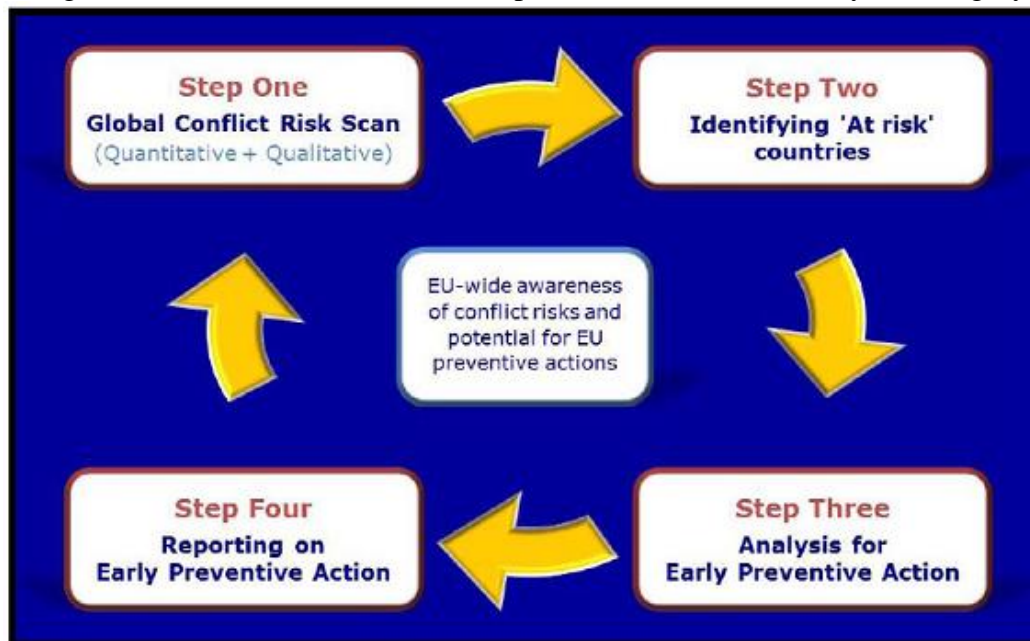 Step One
Global Conflict Risk Scan
(Quantitative + Qualitative)
Step Two
Identifying 'At risk'
countries
EU-wide awareness
of conflict risks and
potential for EU
preventive actions
Step Four
Reporting on
Early Preventive Action
Step Three
Analysis for
Early Preventive Action